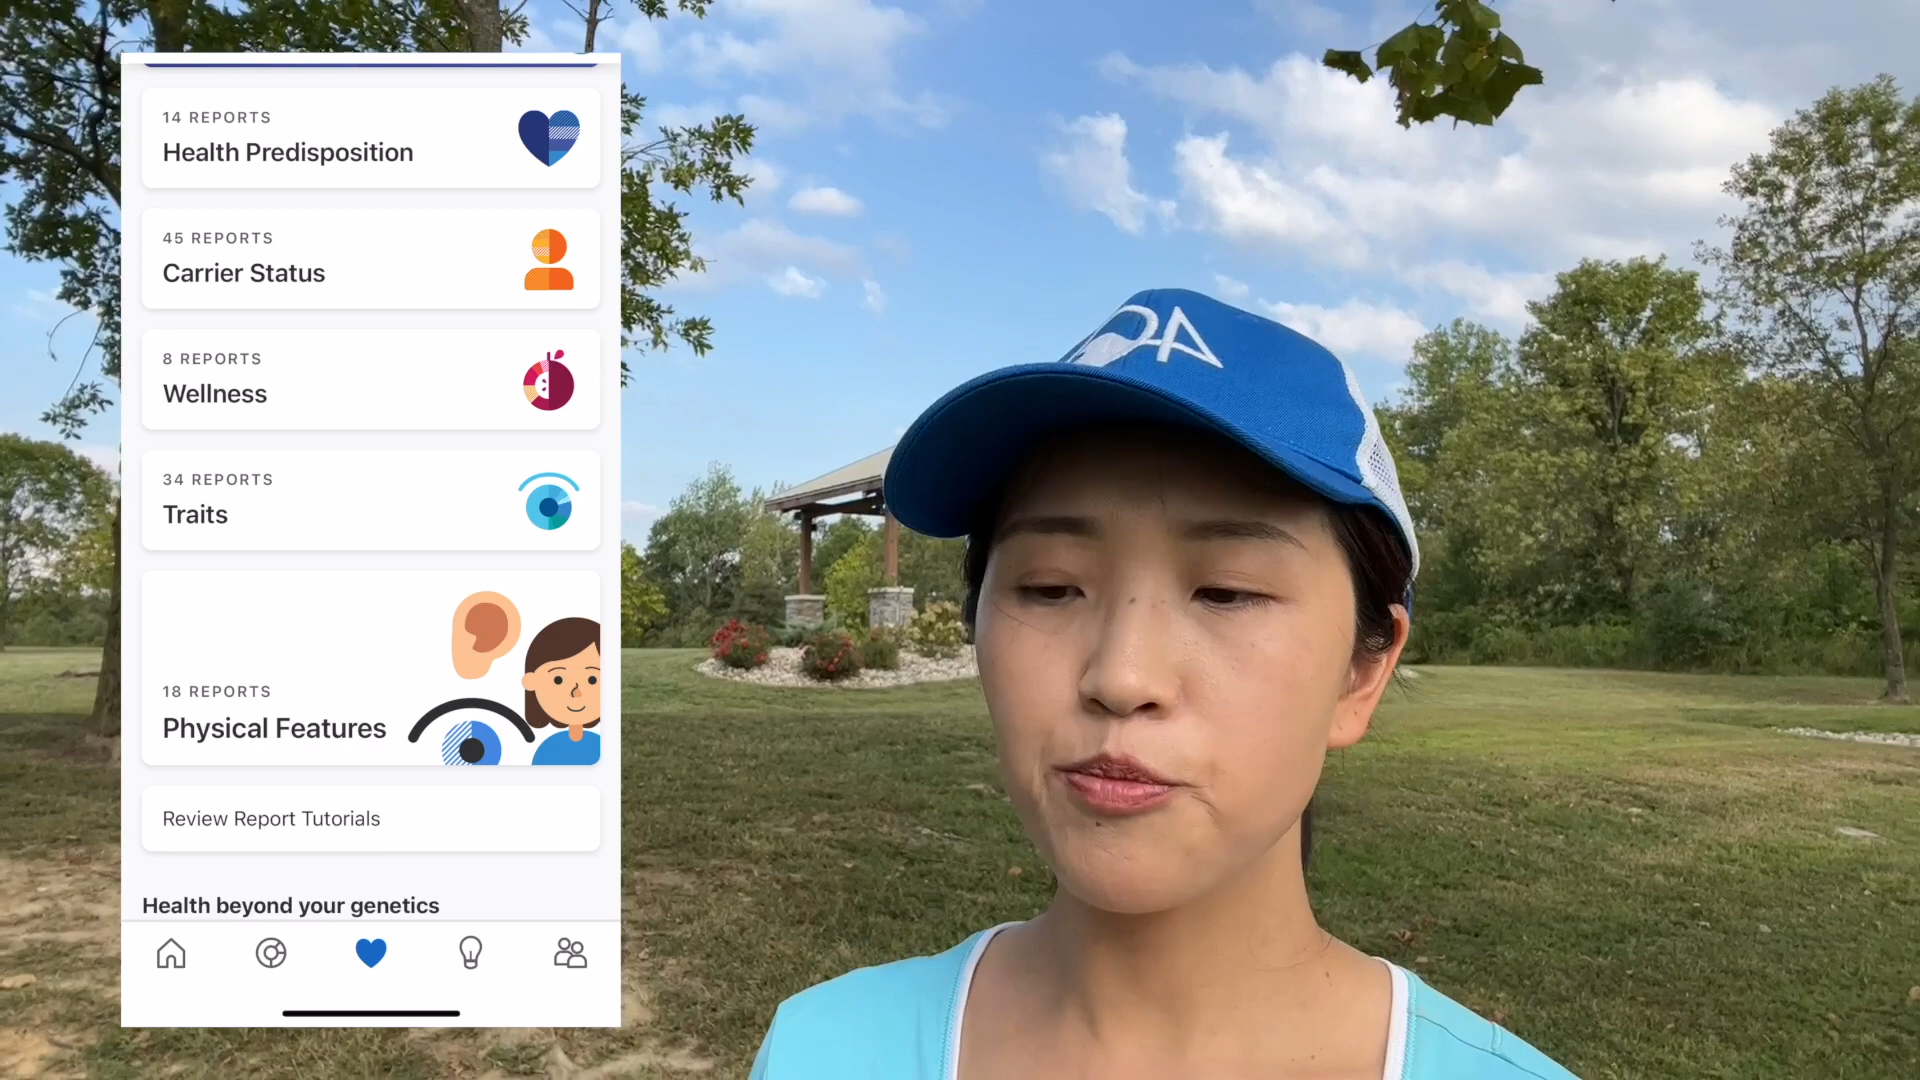 14 REPORTS
Health Predisposition
45 REPORTS
Carrier Status
8 REPORTS
Wellness
34 REPORTS
Traits
18 REPORTS
Physical Features
Review Report Tutorials
Health beyond your genetics